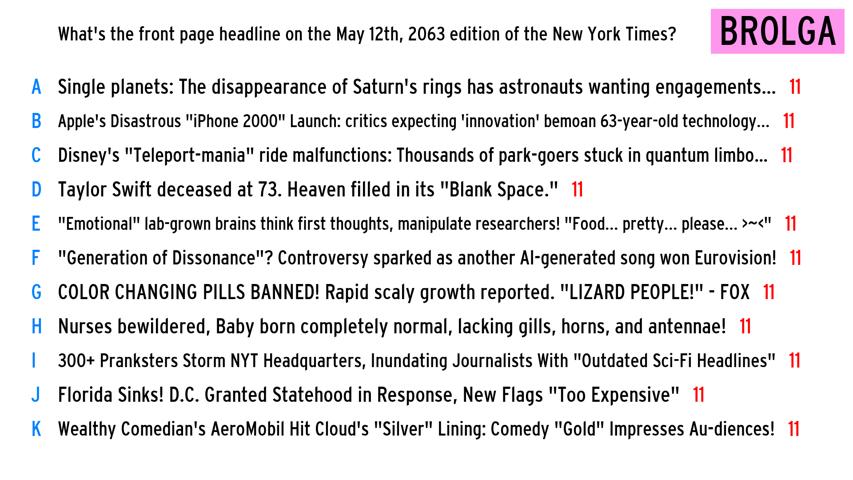 What's the front page headline on the May 12th, 2063 edition of the New York Times? BROLGA
A Single planets: The disappearance of Saturn's rings has astronauts wanting engagements... 11
B Apple's Disastrous "iPhone 2000" Launch: critics expecting 'innovation' bemoan 63-year-old technology... 11
C Disney's "Teleport-mania" ride malfunctions: Thousands of park-goers stuck in quantum limbo... 11
D Taylor Swift deceased at 73. Heaven filled in its "Blank Space." 11
E "Emotional" lab-grown brains think first thoughts, manipulate researchers! "Food... pretty... please... >~<" 11
F "Generation of Dissonance"? Controversy sparked as another AI-generated song won Eurovision! 11
G COLOR CHANGING PILLS BANNED! Rapid scaly growth reported. "LIZARD PEOPLE!" - FOX 11
H Nurses bewildered, Baby born completely normal, lacking gills, horns, and antennae! 11
I 300+ Pranksters Storm NYT Headquarters, Inundating Journalists With "Outdated Sci-Fi Headlines" 11
J Florida Sinks! D.C. Granted Statehood in Response, New Flags "Too Expensive" 11
K Wealthy Comedian's AeroMobil Hit Cloud's "Silver" Lining: Comedy "Gold" Impresses Au-diences! 11